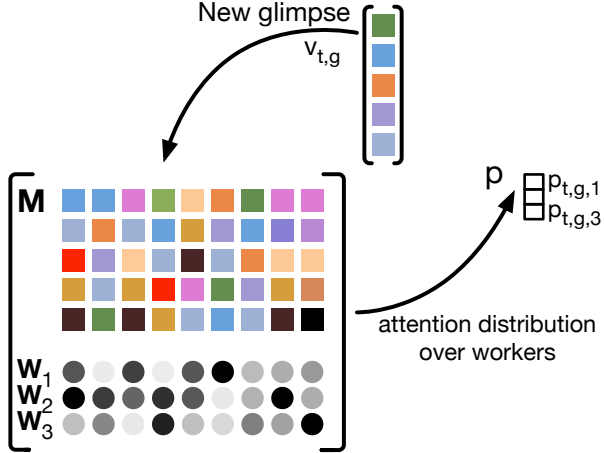 New glimpse
v_{t,g}
M
p
p_{t,g,1}
p_{t,g,3}
attention distribution
over workers
W_1
W_2
W_3